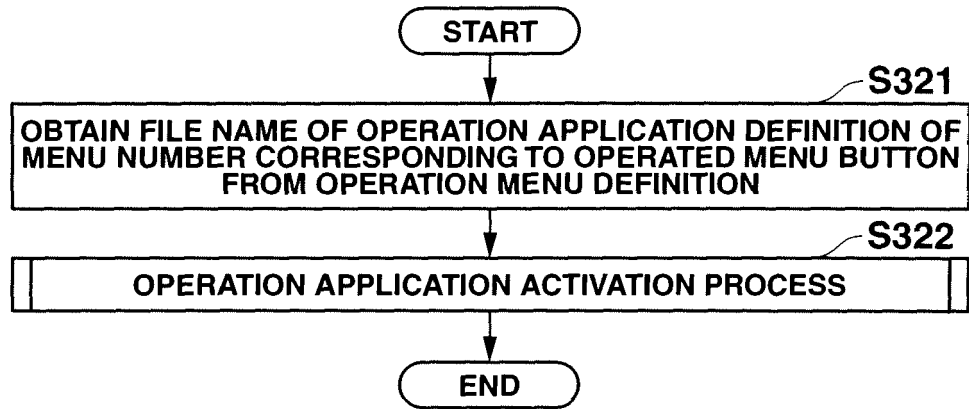 START
S321
OBTAIN FILE NAME OF OPERATION APPLICATION DEFINITION OF
MENU NUMBER CORRESPONDING TO OPERATED MENU BUTTON
FROM OPERATION MENU DEFINITION
S322
OPERATION APPLICATION ACTIVATION PROCESS
END